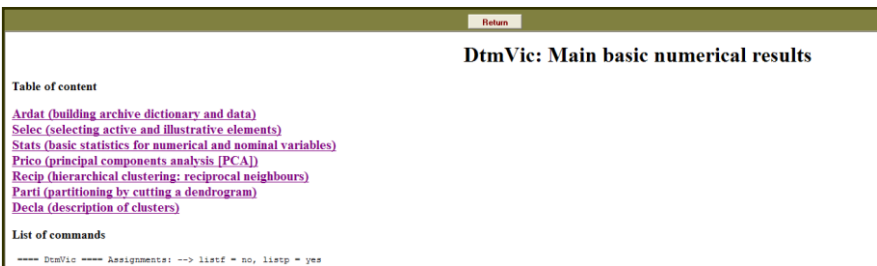 Return
DtmVic: Main basic numerical results
Table of content
Ardat (building archive dictionary and data)
Selec (selecting active and illustrative elements)
Stats (basic statistics for numerical and nominal variables)
Prico (principal components analysis [PCA])
Recip (hierarchical clustering: reciprocal neighbours)
Parti (partitioning by cutting a dendrogram)
Decla (description of clusters)
List of commands
---- DtmVic ---- Assignments: --> listf = no, listp = yes